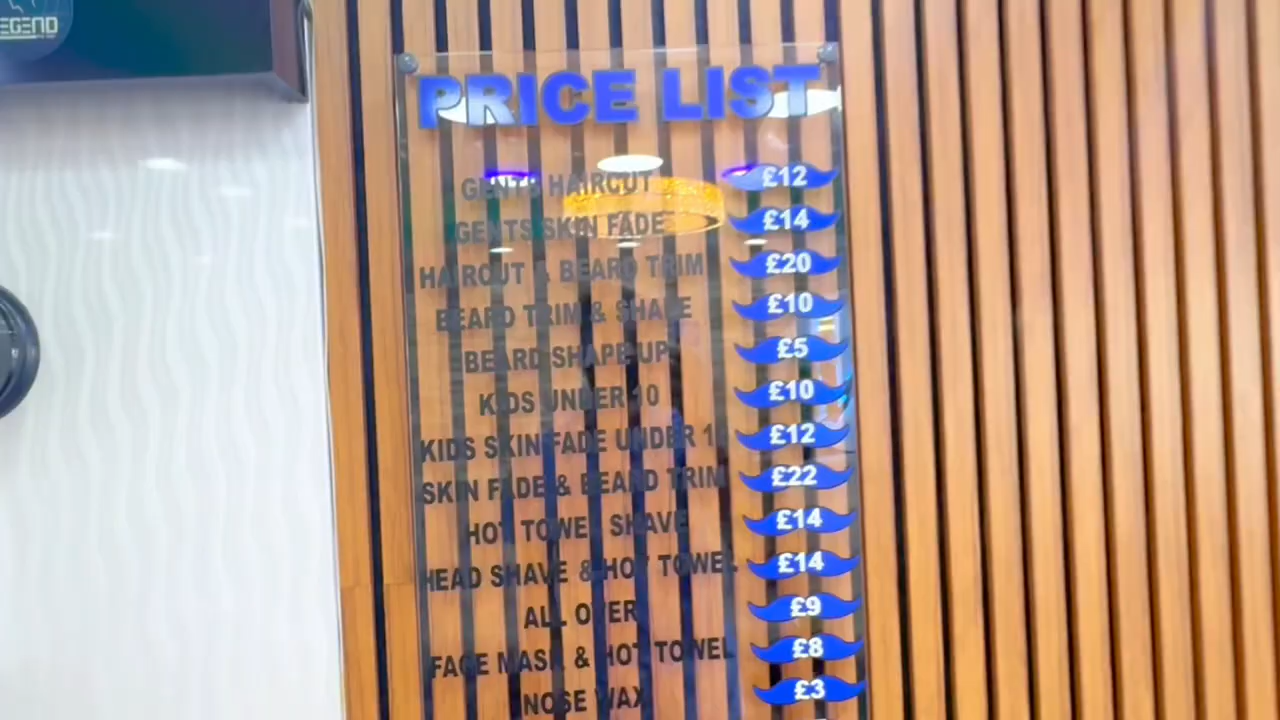 EGEND
PRICE LIST
GENTS HAIRCUT £12
GENTS SKIN FADE £14
HAIRCUT & BEARD TRIM £20
BEARD TRIM & SHAPE £10
BEARD SHAPE UP £5
KIDS UNDER 10 £10
KIDS SKIN FADE UNDER £12
SKIN FADE & BEARD TRIM £22
HOT TOWEL SHAVE £14
HEAD SHAVE & HOT TOWEL £14
ALL OVER £9
FACE MASK & HOT TOWEL £8
NOSE WAX £3